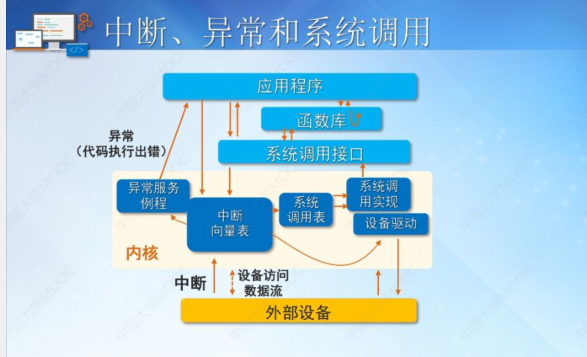 中断、异常和系统调用
应用程序
函数库
异常
（代码执行出错）
系统调用接口
异常服务
例程
中断
向量表
系统
调用表
系统调
用实现
设备驱动
内核
中断
设备访问
数据流
外部设备